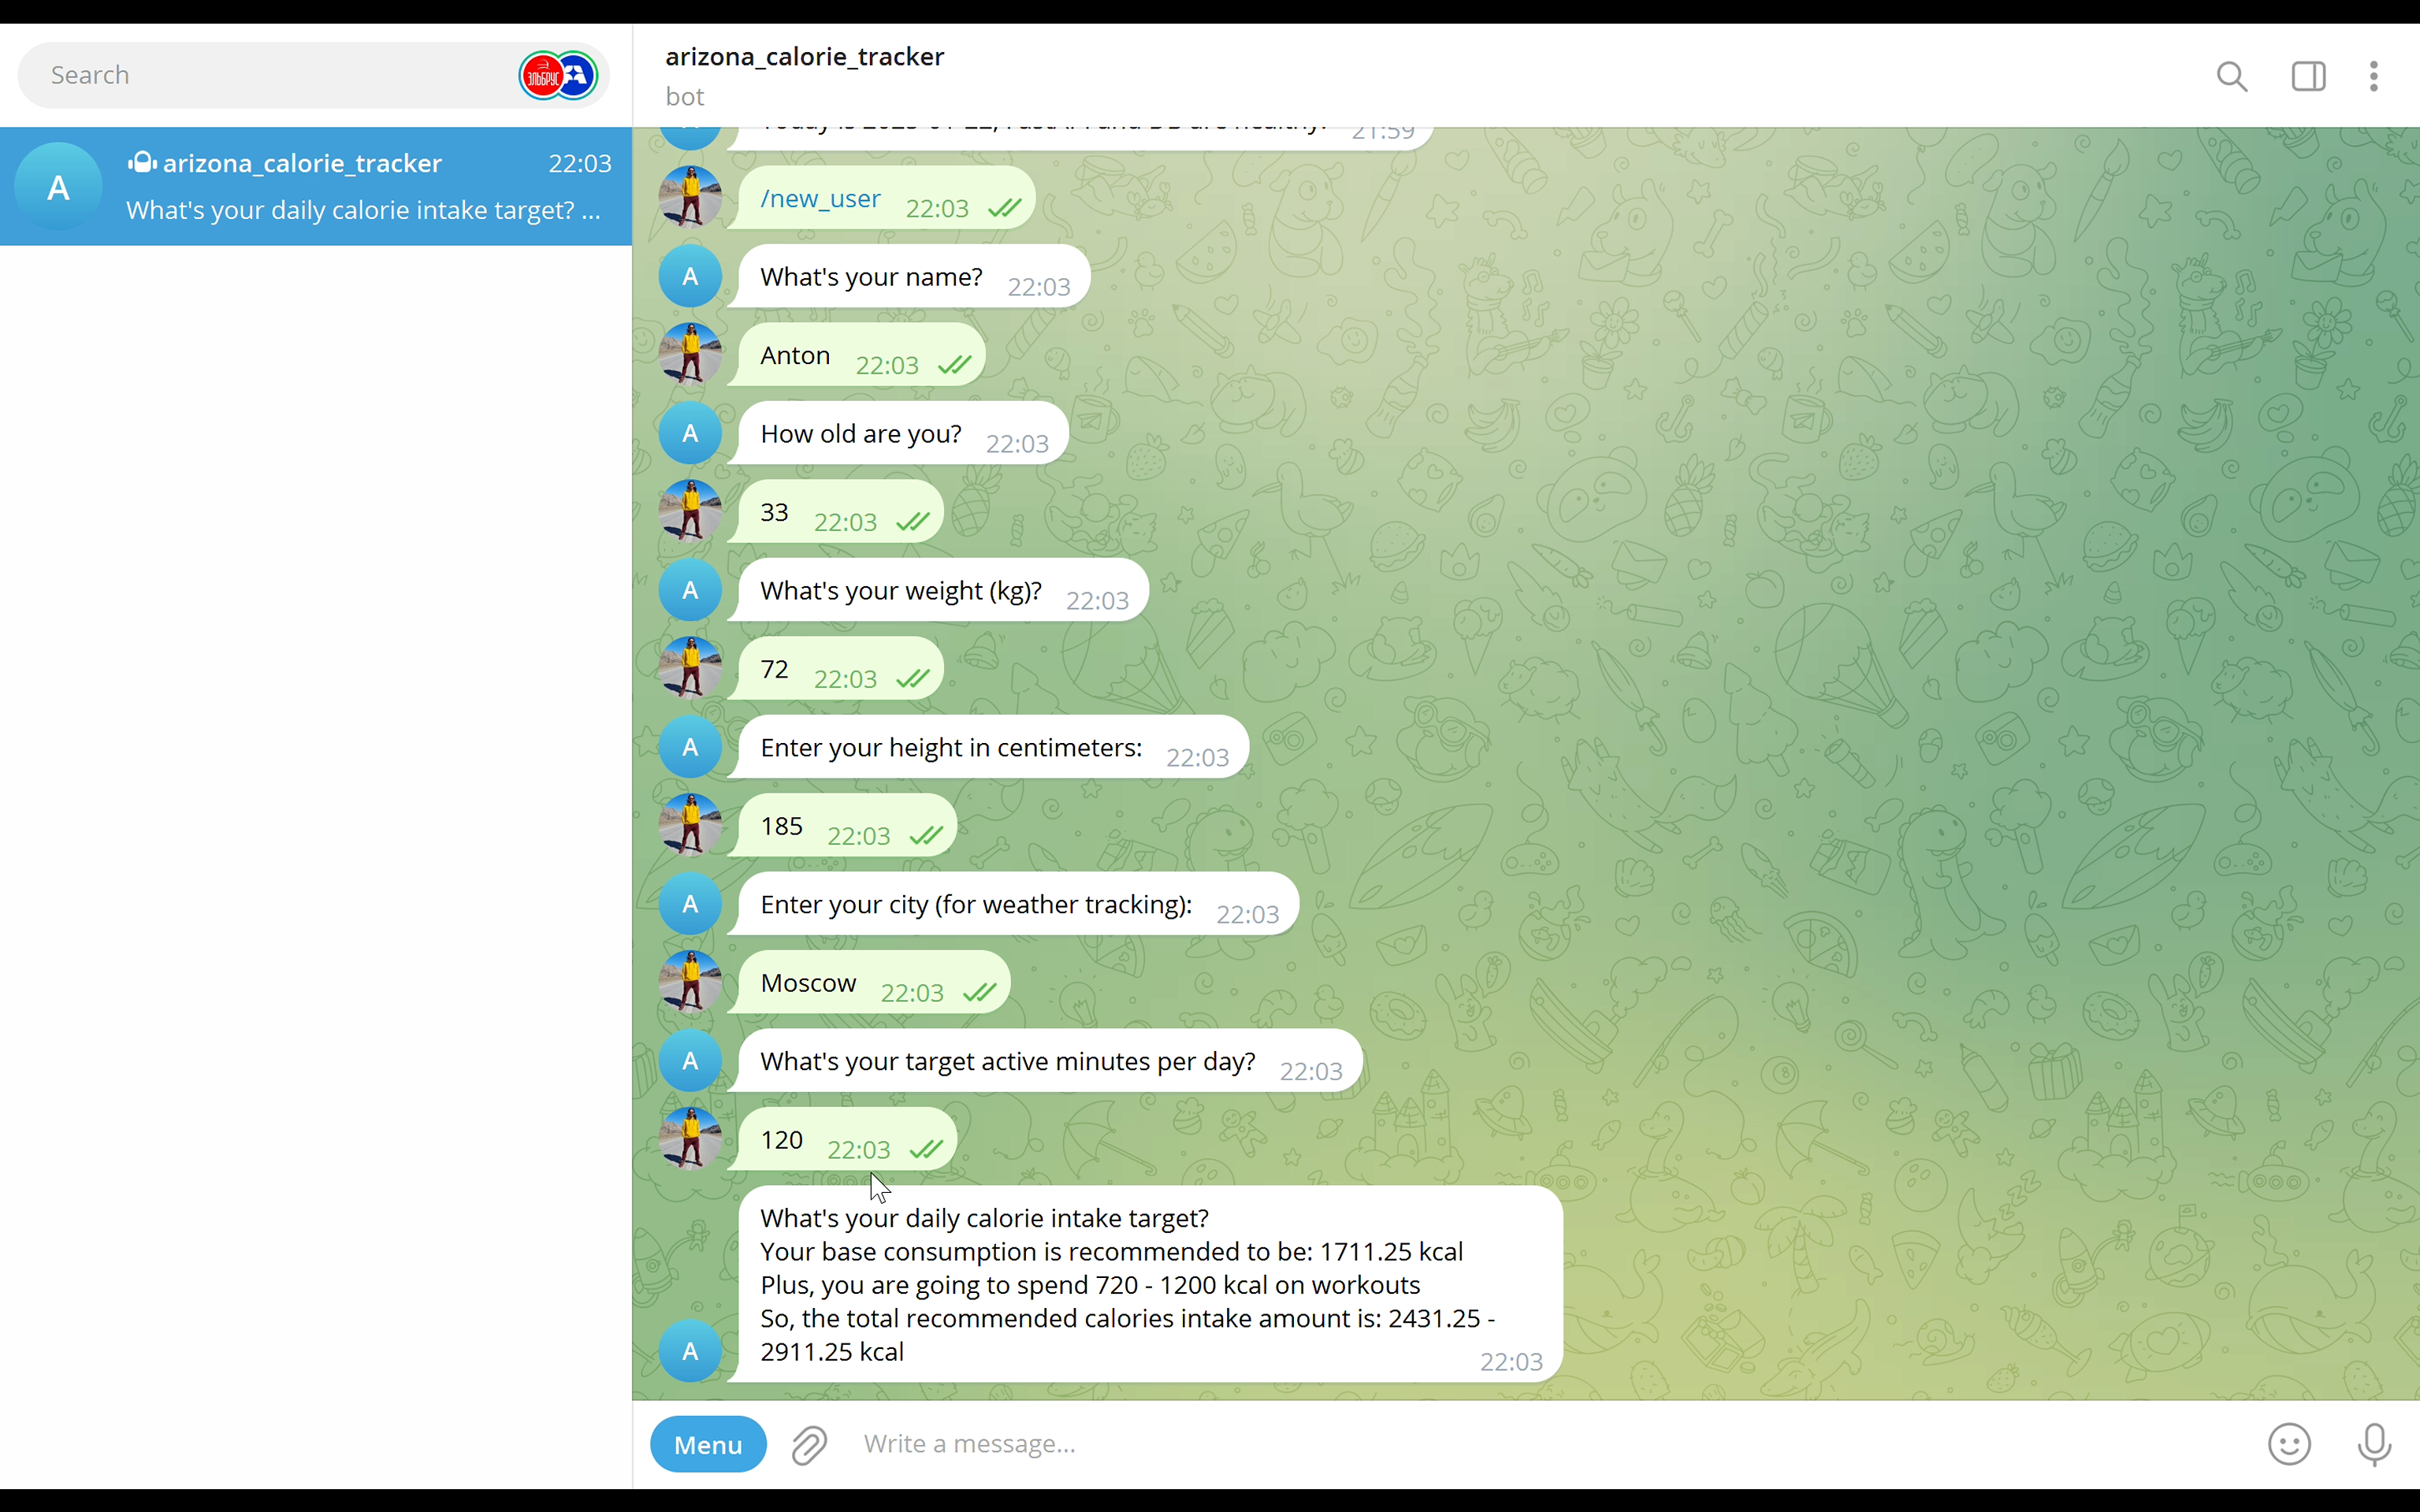 Search
ЭЛЬБРУС
A
arizona_calorie_tracker
22:03
What's your daily calorie intake target? ...
arizona_calorie_tracker
bot
21:59
/new_user 22:03
A What's your name? 22:03
Anton 22:03
A How old are you? 22:03
33 22:03
A What's your weight (kg)? 22:03
72 22:03
A Enter your height in centimeters: 22:03
185 22:03
A Enter your city (for weather tracking): 22:03
Moscow 22:03
A What's your target active minutes per day? 22:03
120 22:03
What's your daily calorie intake target?
Your base consumption is recommended to be: 1711.25 kcal
Plus, you are going to spend 720 - 1200 kcal on workouts
So, the total recommended calories intake amount is: 2431.25 -
A 2911.25 kcal 22:03
Menu Write a message...